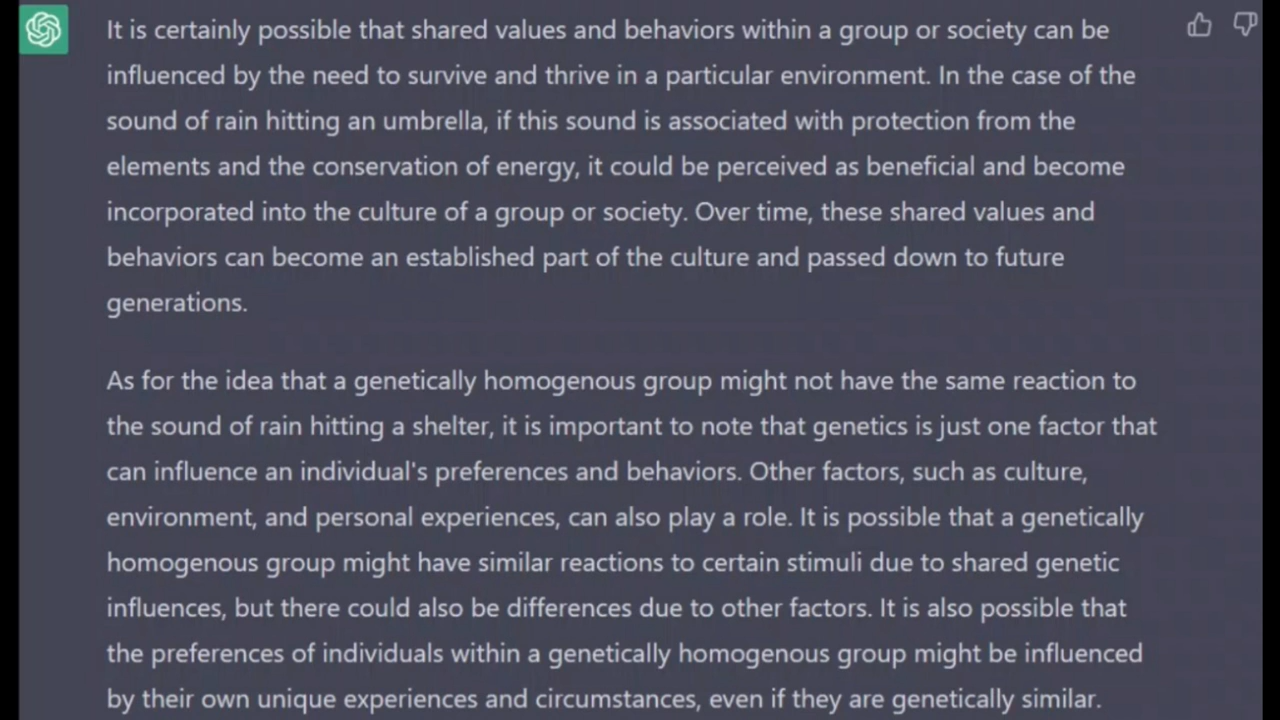 It is certainly possible that shared values and behaviors within a group or society can be
influenced by the need to survive and thrive in a particular environment. In the case of the
sound of rain hitting an umbrella, if this sound is associated with protection from the
elements and the conservation of energy, it could be perceived as beneficial and become
incorporated into the culture of a group or society. Over time, these shared values and
behaviors can become an established part of the culture and passed down to future
generations.
As for the idea that a genetically homogenous group might not have the same reaction to
the sound of rain hitting a shelter, it is important to note that genetics is just one factor that
can influence an individual's preferences and behaviors. Other factors, such as culture,
environment, and personal experiences, can also play a role. It is possible that a genetically
homogenous group might have similar reactions to certain stimuli due to shared genetic
influences, but there could also be differences due to other factors. It is also possible that
the preferences of individuals within a genetically homogenous group might be influenced
by their own unique experiences and circumstances, even if they are genetically similar.